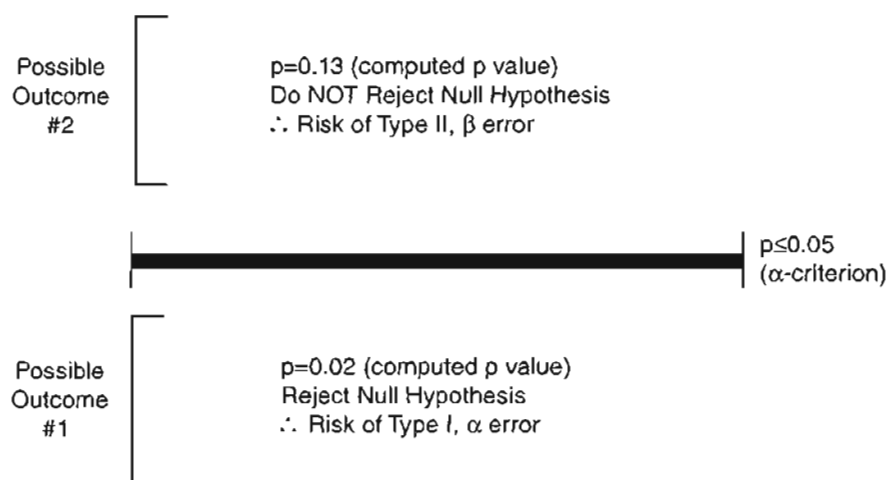 Possible
Outcome
#2
p=0.13 (computed p value)
Do NOT Reject Null Hypothesis
∴ Risk of Type II, β error
p≤0.05
(α-criterion)
Possible
Outcome
#1
p=0.02 (computed p value)
Reject Null Hypothesis
∴ Risk of Type I, α error